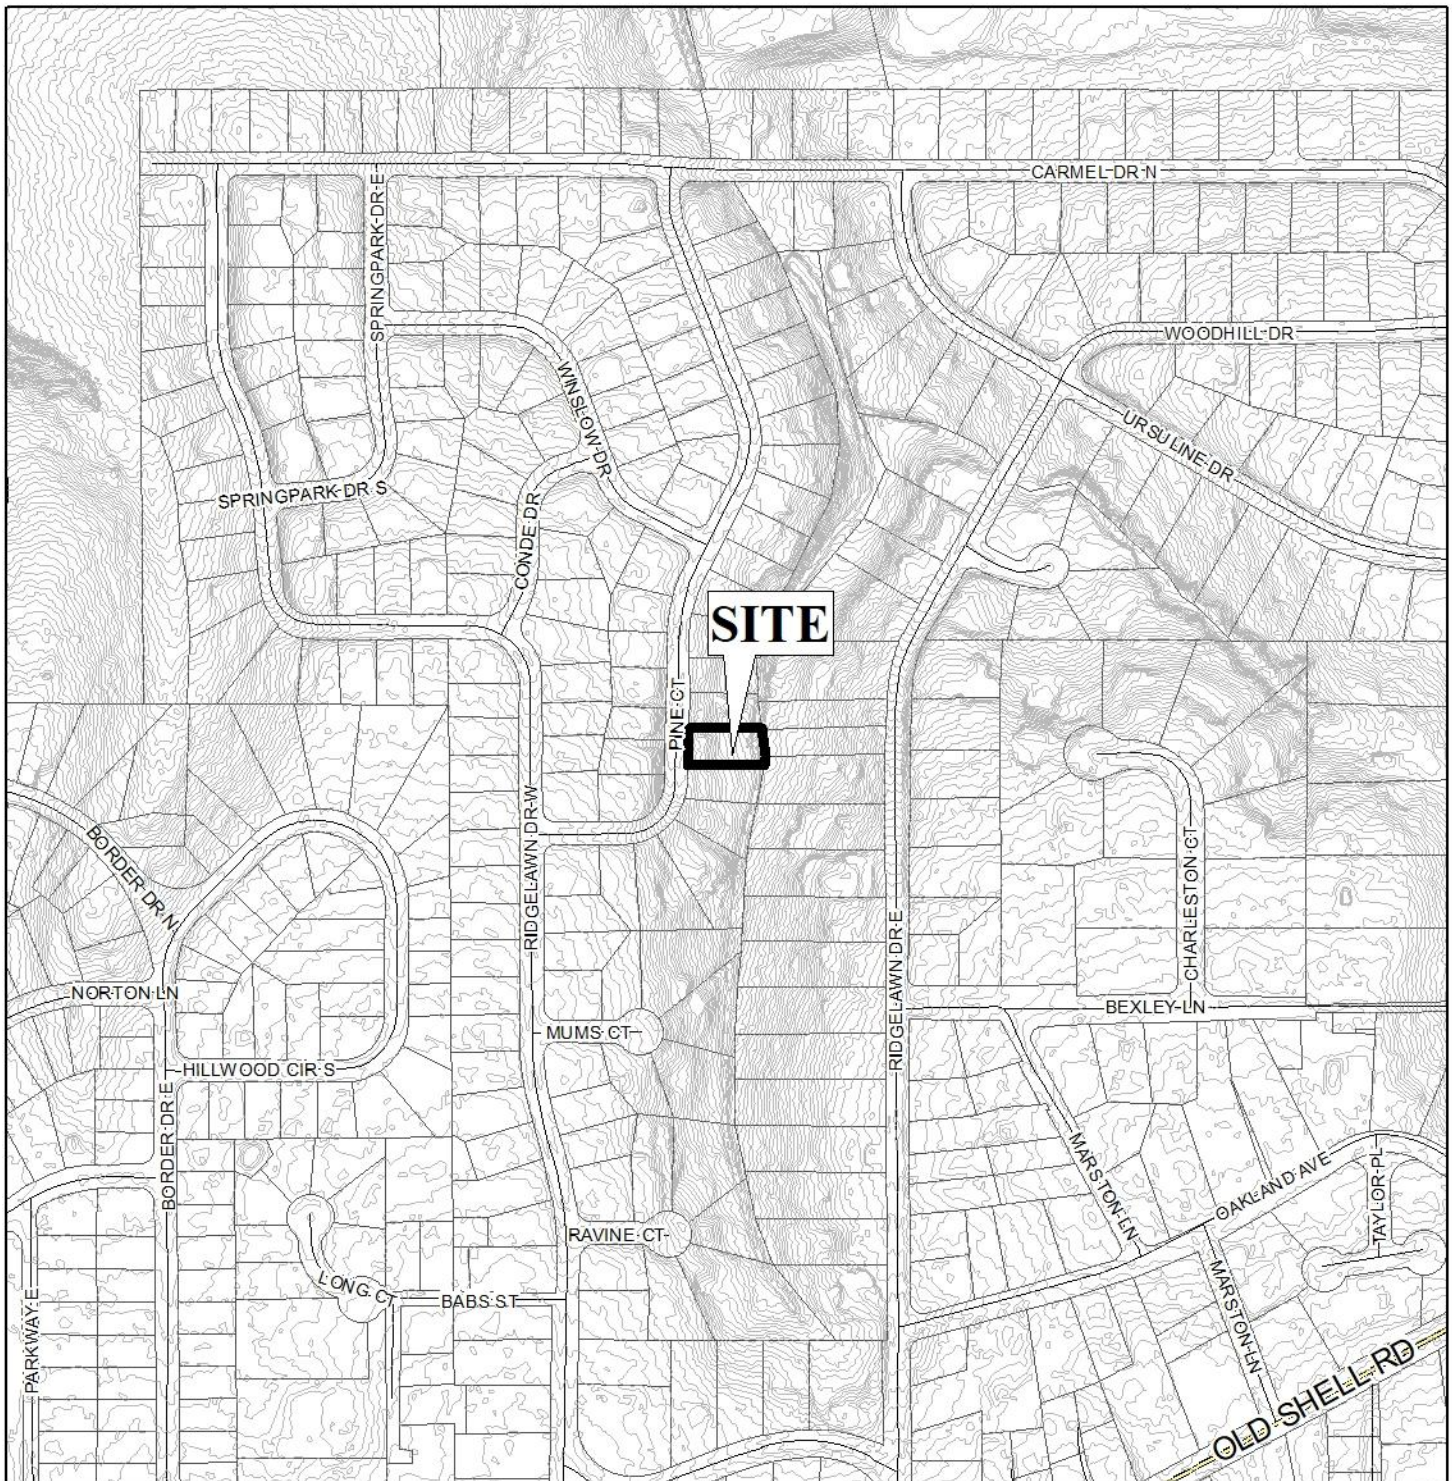 CARMEL DR N
SPRINGPARK DR E
WOODHILL DR
WINSLOW DR
URSULINE DR
SPRINGPARK DR S
CONDE DR
SITE
PINE CT
RIDGELAWN DR W
BORDER DR N
CHARLESTON CT
RIDGELAWN DR E
NORTON LN
BEXLEY LN
MUMS CT
HILLWOOD CIR S
BORDER DR E
MARSTON LN
OAKLAND AVE
TAYLOR PL
RAVINE CT
LONG CT
BABS ST
MARSTON LN
PARKWAY E
OLD SHELL RD